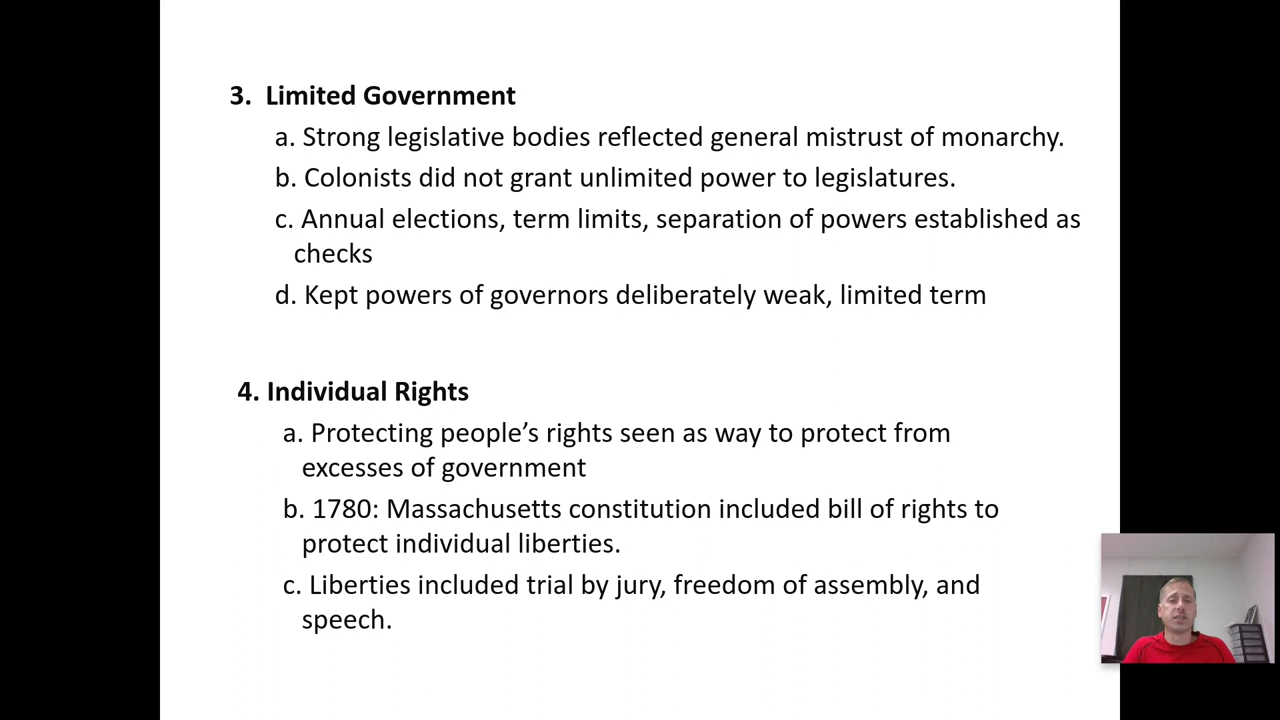 3. Limited Government
a. Strong legislative bodies reflected general mistrust of monarchy.
b. Colonists did not grant unlimited power to legislatures.
c. Annual elections, term limits, separation of powers established as
checks
d. Kept powers of governors deliberately weak, limited term
4. Individual Rights
a. Protecting people’s rights seen as way to protect from
excesses of government
b. 1780: Massachusetts constitution included bill of rights to
protect individual liberties.
c. Liberties included trial by jury, freedom of assembly, and
speech.